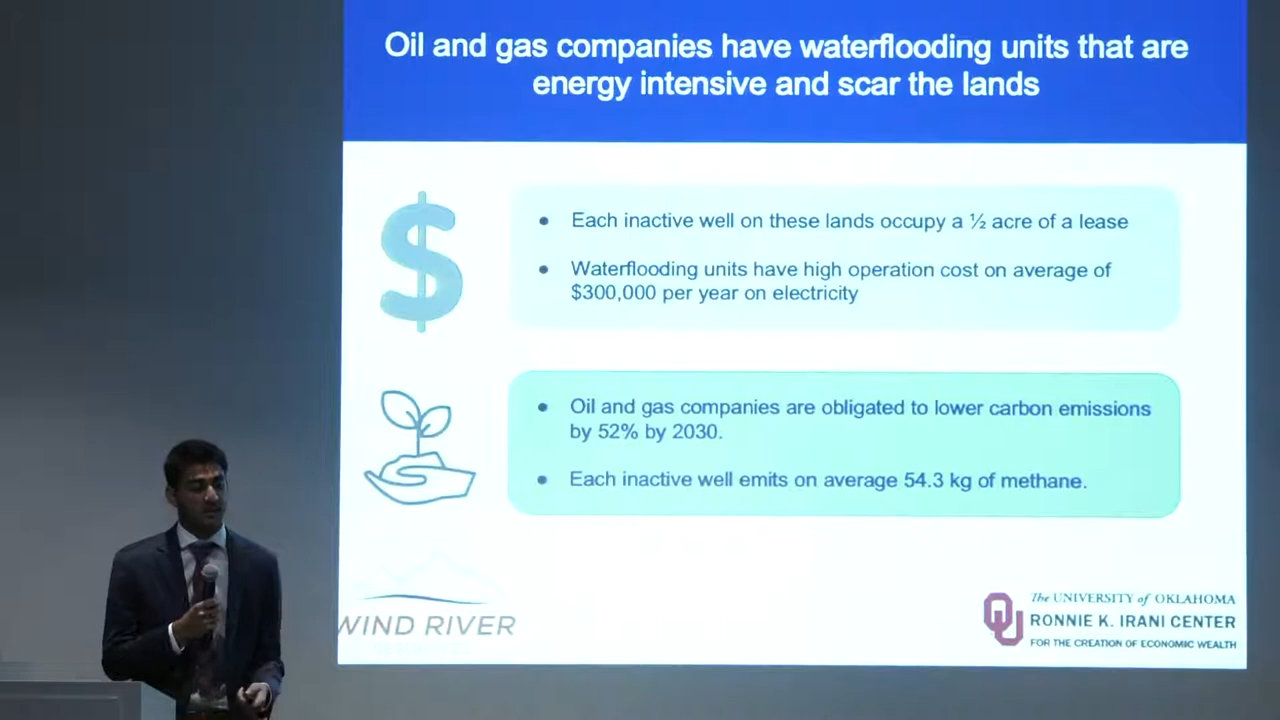 Oil and gas companies have waterflooding units that are
energy intensive and scar the lands
$
• Each inactive well on these lands occupy a ½ acre of a lease
• Waterflooding units have high operation cost on average of
$300,000 per year on electricity
• Oil and gas companies are obligated to lower carbon emissions
by 52% by 2030.
• Each inactive well emits on average 54.3 kg of methane.
WIND RIVER
OU
The UNIVERSITY of OKLAHOMA
RONNIE K. IRANI CENTER
FOR THE CREATION OF ECONOMIC WEALTH